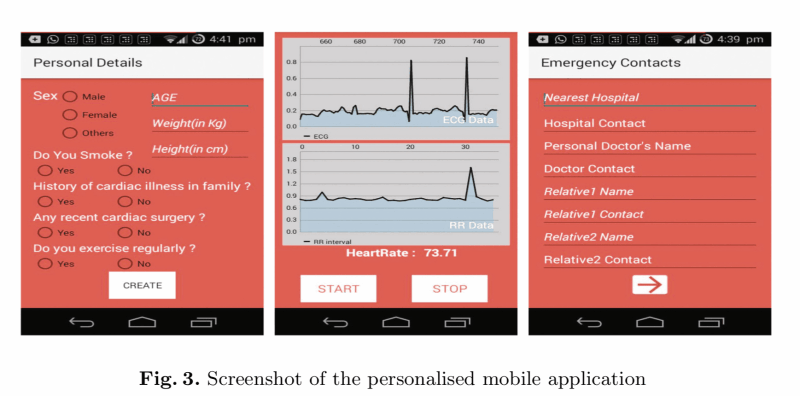 4:41 pm
Personal Details
Sex Male AGE
Female
Weight(in Kg)
Others
Height(in cm)
Do You Smoke ?
Yes No
History of cardiac illness in family ?
Yes No
Any recent cardiac surgery ?
Yes No
Do you exercise regularly ?
Yes No
CREATE
660 680 700 720 740
0.8
0.6
0.4
0.2
0.0
ECG Data
ECG
0 10 20 30
1.8
1.5
1.2
0.9
0.6
0.3
0.0
RR Data
RR interval
HeartRate : 73.71
START STOP
4:39 pm
Emergency Contacts
Nearest Hospital
Hospital Contact
Personal Doctor's Name
Doctor Contact
Relative1 Name
Relative1 Contact
Relative2 Name
Relative2 Contact
Fig. 3. Screenshot of the personalised mobile application